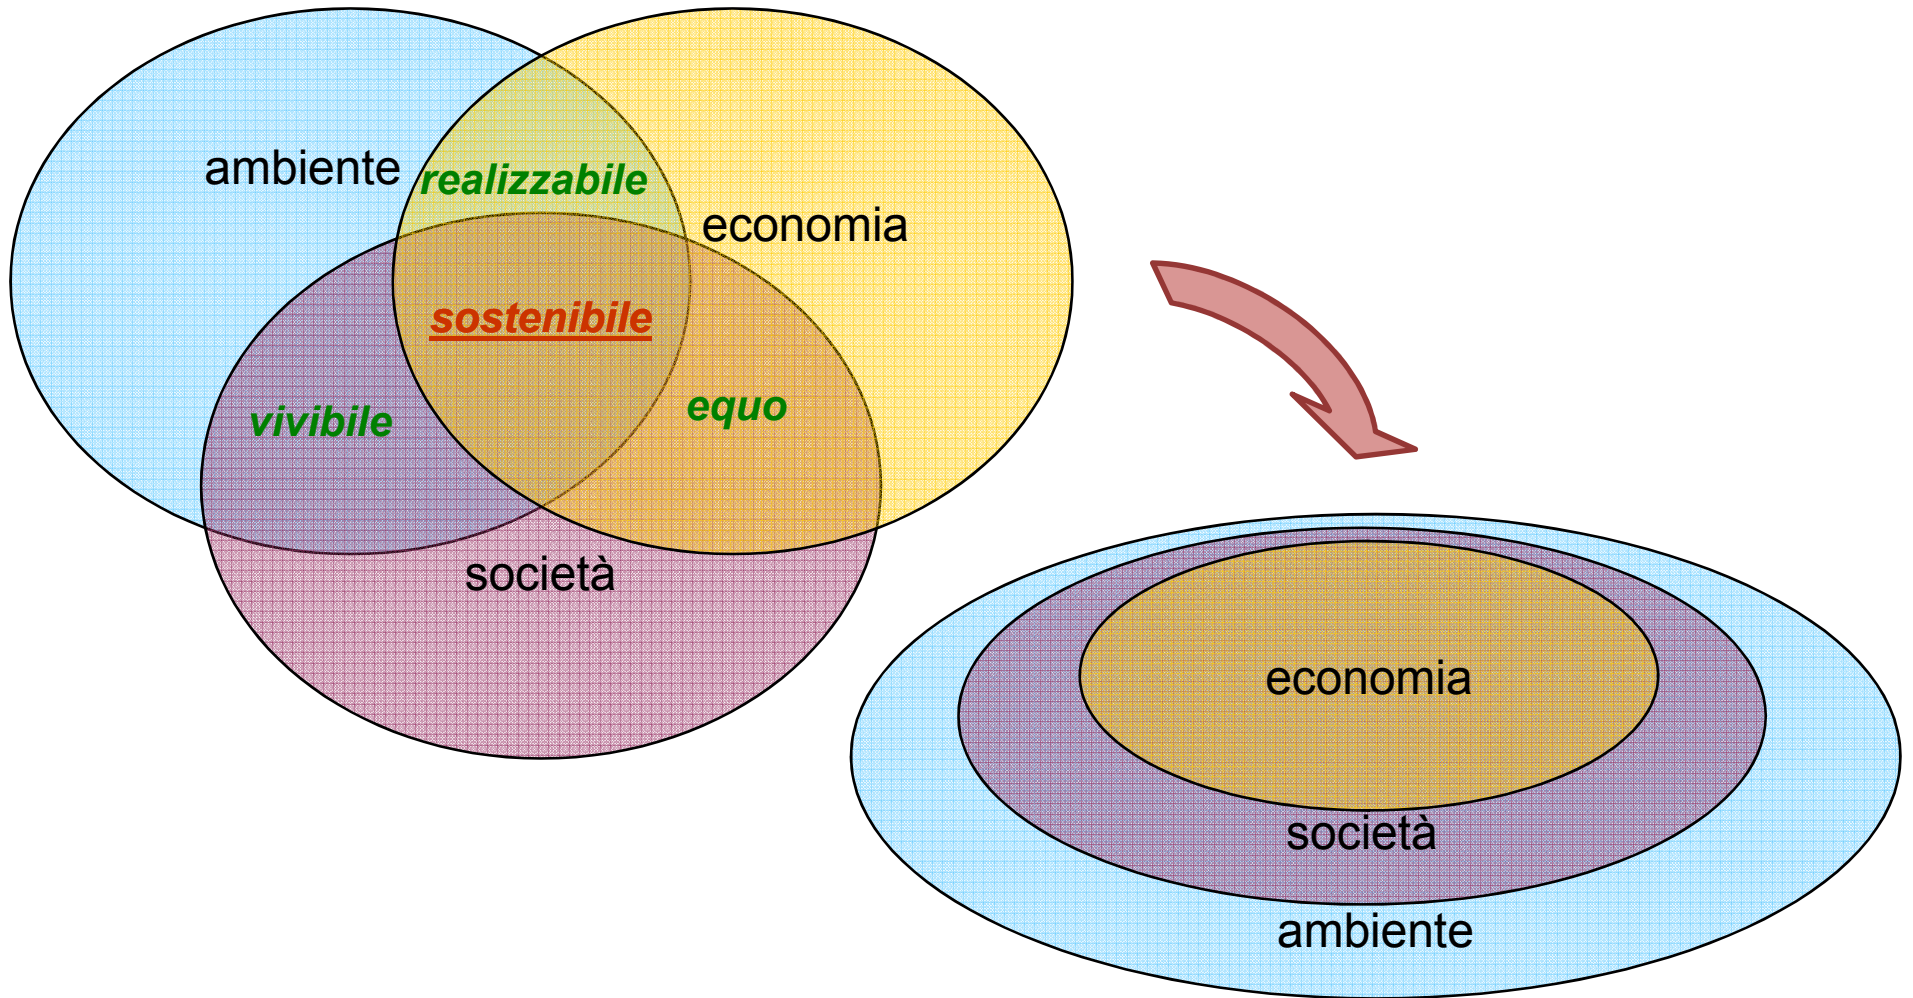 ambiente
realizzabile
economia
sostenibile
vivibile
equo
società
economia
società
ambiente